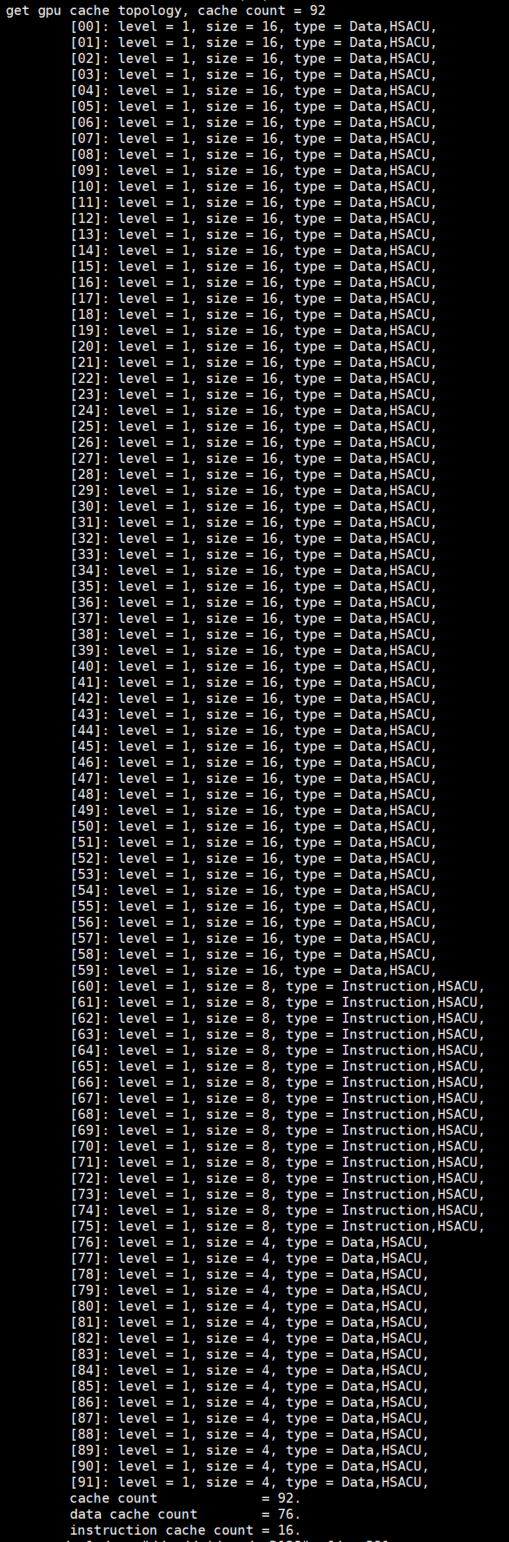 get gpu cache topology, cache count = 92
[00]: level = 1, size = 16, type = Data,HSACU,
[01]: level = 1, size = 16, type = Data,HSACU,
[02]: level = 1, size = 16, type = Data,HSACU,
[03]: level = 1, size = 16, type = Data,HSACU,
[04]: level = 1, size = 16, type = Data,HSACU,
[05]: level = 1, size = 16, type = Data,HSACU,
[06]: level = 1, size = 16, type = Data,HSACU,
[07]: level = 1, size = 16, type = Data,HSACU,
[08]: level = 1, size = 16, type = Data,HSACU,
[09]: level = 1, size = 16, type = Data,HSACU,
[10]: level = 1, size = 16, type = Data,HSACU,
[11]: level = 1, size = 16, type = Data,HSACU,
[12]: level = 1, size = 16, type = Data,HSACU,
[13]: level = 1, size = 16, type = Data,HSACU,
[14]: level = 1, size = 16, type = Data,HSACU,
[15]: level = 1, size = 16, type = Data,HSACU,
[16]: level = 1, size = 16, type = Data,HSACU,
[17]: level = 1, size = 16, type = Data,HSACU,
[18]: level = 1, size = 16, type = Data,HSACU,
[19]: level = 1, size = 16, type = Data,HSACU,
[20]: level = 1, size = 16, type = Data,HSACU,
[21]: level = 1, size = 16, type = Data,HSACU,
[22]: level = 1, size = 16, type = Data,HSACU,
[23]: level = 1, size = 16, type = Data,HSACU,
[24]: level = 1, size = 16, type = Data,HSACU,
[25]: level = 1, size = 16, type = Data,HSACU,
[26]: level = 1, size = 16, type = Data,HSACU,
[27]: level = 1, size = 16, type = Data,HSACU,
[28]: level = 1, size = 16, type = Data,HSACU,
[29]: level = 1, size = 16, type = Data,HSACU,
[30]: level = 1, size = 16, type = Data,HSACU,
[31]: level = 1, size = 16, type = Data,HSACU,
[32]: level = 1, size = 16, type = Data,HSACU,
[33]: level = 1, size = 16, type = Data,HSACU,
[34]: level = 1, size = 16, type = Data,HSACU,
[35]: level = 1, size = 16, type = Data,HSACU,
[36]: level = 1, size = 16, type = Data,HSACU,
[37]: level = 1, size = 16, type = Data,HSACU,
[38]: level = 1, size = 16, type = Data,HSACU,
[39]: level = 1, size = 16, type = Data,HSACU,
[40]: level = 1, size = 16, type = Data,HSACU,
[41]: level = 1, size = 16, type = Data,HSACU,
[42]: level = 1, size = 16, type = Data,HSACU,
[43]: level = 1, size = 16, type = Data,HSACU,
[44]: level = 1, size = 16, type = Data,HSACU,
[45]: level = 1, size = 16, type = Data,HSACU,
[46]: level = 1, size = 16, type = Data,HSACU,
[47]: level = 1, size = 16, type = Data,HSACU,
[48]: level = 1, size = 16, type = Data,HSACU,
[49]: level = 1, size = 16, type = Data,HSACU,
[50]: level = 1, size = 16, type = Data,HSACU,
[51]: level = 1, size = 16, type = Data,HSACU,
[52]: level = 1, size = 16, type = Data,HSACU,
[53]: level = 1, size = 16, type = Data,HSACU,
[54]: level = 1, size = 16, type = Data,HSACU,
[55]: level = 1, size = 16, type = Data,HSACU,
[56]: level = 1, size = 16, type = Data,HSACU,
[57]: level = 1, size = 16, type = Data,HSACU,
[58]: level = 1, size = 16, type = Data,HSACU,
[59]: level = 1, size = 16, type = Data,HSACU,
[60]: level = 1, size = 8, type = Instruction,HSACU,
[61]: level = 1, size = 8, type = Instruction,HSACU,
[62]: level = 1, size = 8, type = Instruction,HSACU,
[63]: level = 1, size = 8, type = Instruction,HSACU,
[64]: level = 1, size = 8, type = Instruction,HSACU,
[65]: level = 1, size = 8, type = Instruction,HSACU,
[66]: level = 1, size = 8, type = Instruction,HSACU,
[67]: level = 1, size = 8, type = Instruction,HSACU,
[68]: level = 1, size = 8, type = Instruction,HSACU,
[69]: level = 1, size = 8, type = Instruction,HSACU,
[70]: level = 1, size = 8, type = Instruction,HSACU,
[71]: level = 1, size = 8, type = Instruction,HSACU,
[72]: level = 1, size = 8, type = Instruction,HSACU,
[73]: level = 1, size = 8, type = Instruction,HSACU,
[74]: level = 1, size = 8, type = Instruction,HSACU,
[75]: level = 1, size = 8, type = Instruction,HSACU,
[76]: level = 1, size = 4, type = Data,HSACU,
[77]: level = 1, size = 4, type = Data,HSACU,
[78]: level = 1, size = 4, type = Data,HSACU,
[79]: level = 1, size = 4, type = Data,HSACU,
[80]: level = 1, size = 4, type = Data,HSACU,
[81]: level = 1, size = 4, type = Data,HSACU,
[82]: level = 1, size = 4, type = Data,HSACU,
[83]: level = 1, size = 4, type = Data,HSACU,
[84]: level = 1, size = 4, type = Data,HSACU,
[85]: level = 1, size = 4, type = Data,HSACU,
[86]: level = 1, size = 4, type = Data,HSACU,
[87]: level = 1, size = 4, type = Data,HSACU,
[88]: level = 1, size = 4, type = Data,HSACU,
[89]: level = 1, size = 4, type = Data,HSACU,
[90]: level = 1, size = 4, type = Data,HSACU,
[91]: level = 1, size = 4, type = Data,HSACU,
cache count = 92.
data cache count = 76.
instruction cache count = 16.